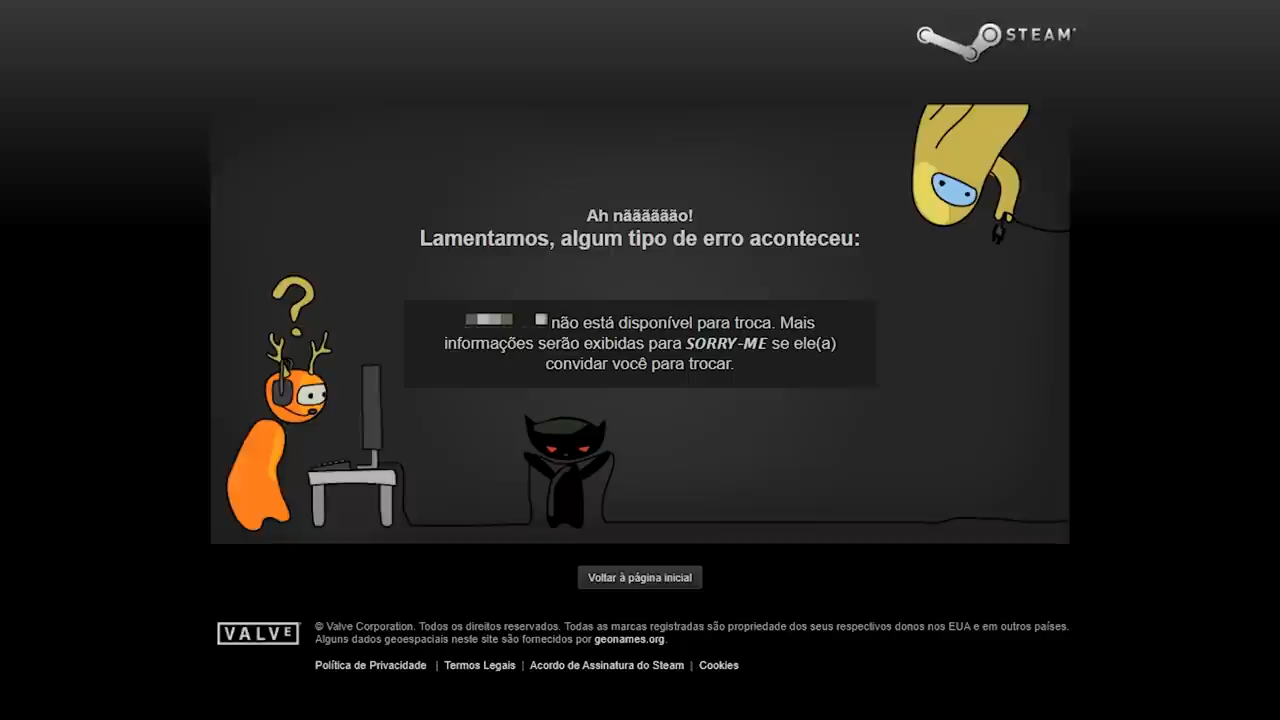 STEAM
Ah nããããããо!
Lamentamos, algum tipo de erro aconteceu:
?
não está disponível para troca. Mais
informações serão exibidas para SORRY-ME se ele(a)
convidar você para trocar.
Voltar à página inicial
VALVE
© Valve Corporation. Todos os direitos reservados. Todas as marcas registradas são propriedade dos seus respectivos donos nos EUA e em outros países.
Alguns dados geoespaciais neste site são fornecidos por geonames.org.
Política de Privacidade | Termos Legais | Acordo de Assinatura do Steam | Cookies